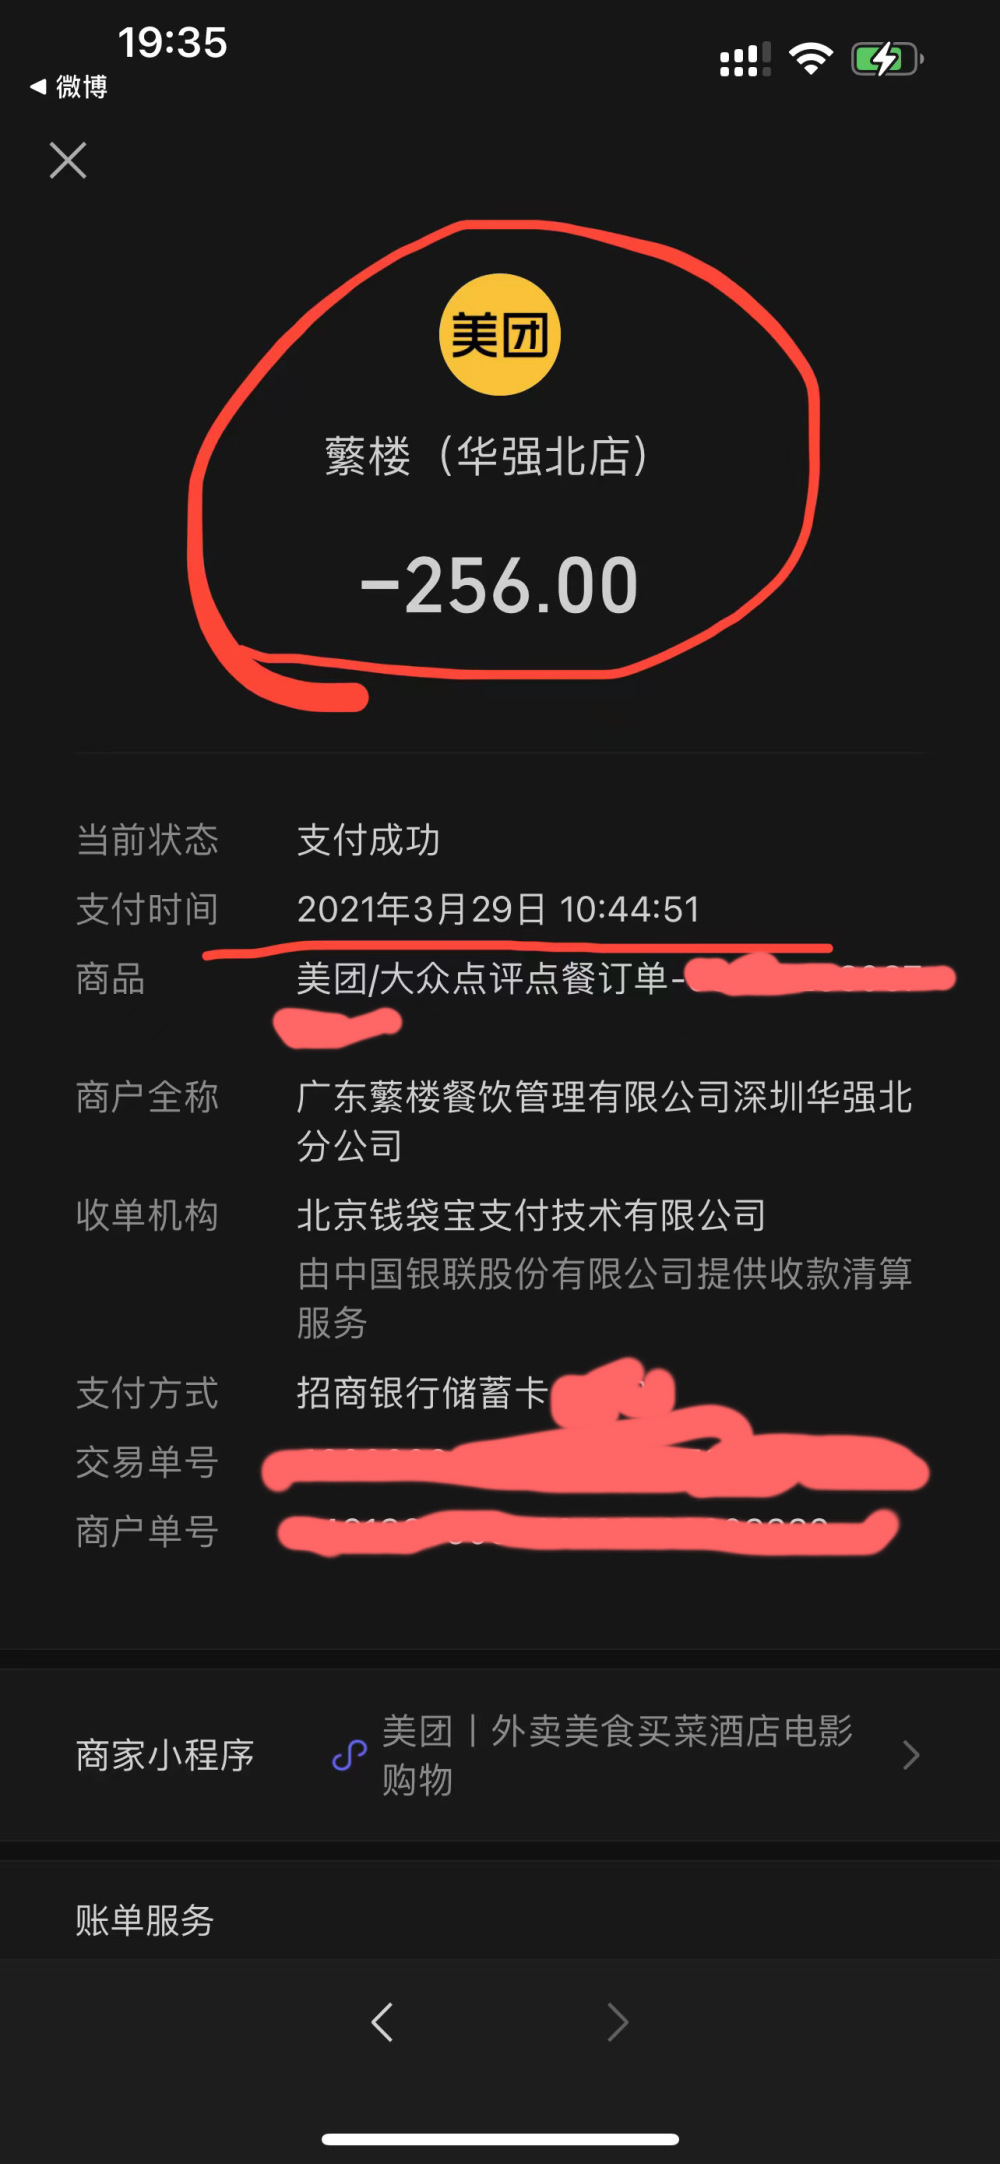 19:35
微博
美团
蘩楼（华强北店）
-256.00
当前状态 支付成功
支付时间 2021年3月29日 10:44:51
商品 美团/大众点评点餐订单-
商户全称 广东蘩楼餐饮管理有限公司深圳华强北
分公司
收单机构 北京钱袋宝支付技术有限公司
由中国银联股份有限公司提供收款清算
服务
支付方式 招商银行储蓄卡
交易单号
商户单号
商家小程序 美团丨外卖美食买菜酒店电影
购物
账单服务